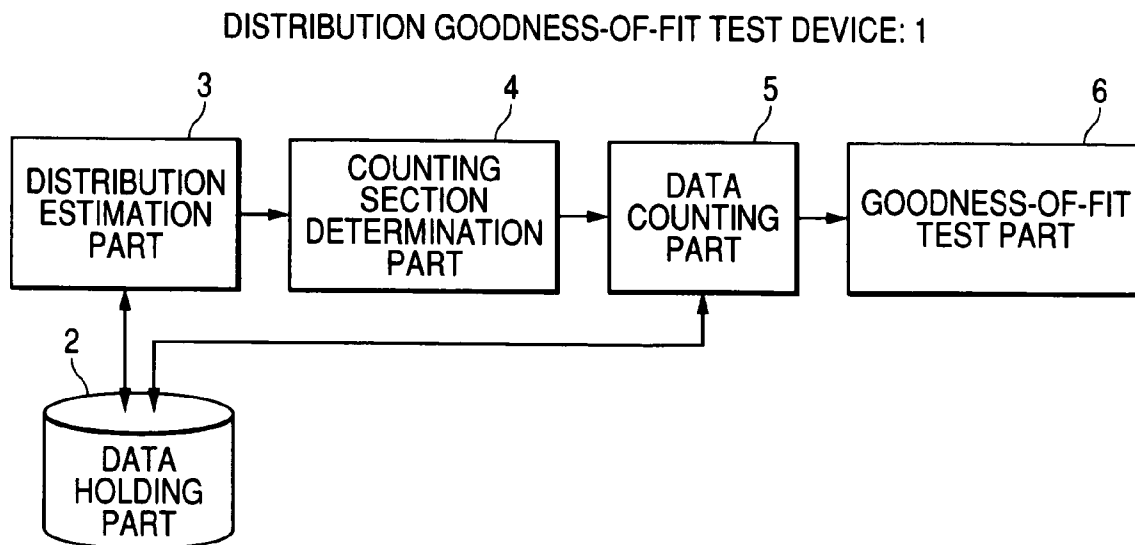 DISTRIBUTION GOODNESS-OF-FIT TEST DEVICE: 1
3
DISTRIBUTION
ESTIMATION
PART
4
COUNTING
SECTION
DETERMINATION
PART
5
DATA
COUNTING
PART
6
GOODNESS-OF-FIT
TEST PART
2
DATA
HOLDING
PART